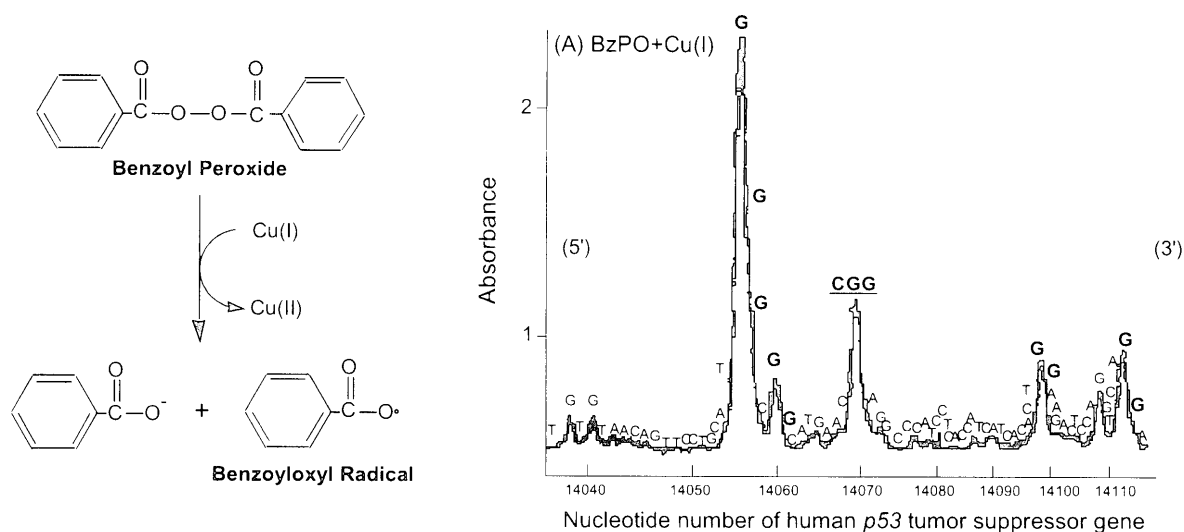 O
O
C
O
O
C
Benzoyl Peroxide
Cu(I)
Cu(II)
O
C
O-
+
O
C
O•
Benzoyloxyl Radical
(A) BzPO+Cu(I)
Absorbance
2
1
(5')
(3')
G
G
G
G
G
CGG
G
G
G
G
T
G
T
G
T A A C A G T T C C T G C A T
C
C A T G A A C
A
14040
14050
14060
14070
14080
14090
14100
14110
Nucleotide number of human p53 tumor suppressor gene